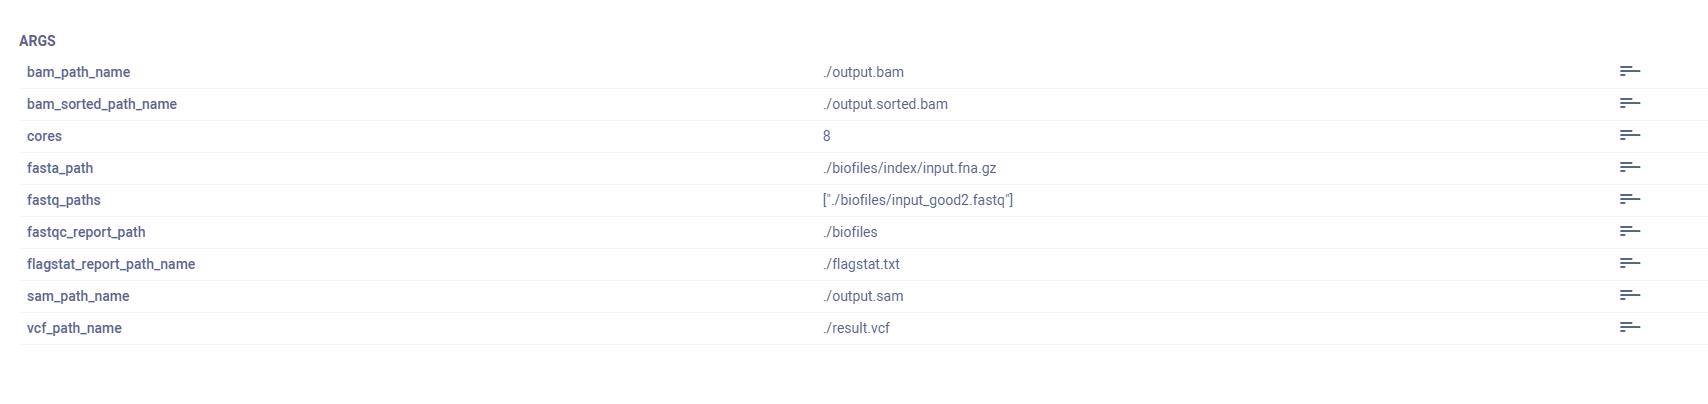 ARGS
bam_path_name ./output.bam
bam_sorted_path_name ./output.sorted.bam
cores 8
fasta_path ./biofiles/index/input.fna.gz
fastq_paths ["./biofiles/input_good2.fastq"]
fastqc_report_path ./biofiles
flagstat_report_path_name ./flagstat.txt
sam_path_name ./output.sam
vcf_path_name ./result.vcf